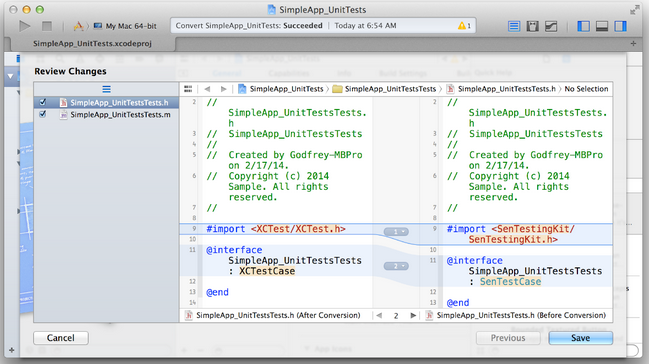 SimpleApp_UnitTests
My Mac 64-bit
Convert SimpleApp_UnitTests: Succeeded | Today at 6:54 AM
1
SimpleApp_UnitTests.xcodeproj
Review Changes
SimpleApp_UnitTestsTests.h
SimpleApp_UnitTestsTests.m
SimpleApp_UnitTests
SimpleApp_UnitTestsTests
SimpleApp_UnitTestsTests.h
No Selection
2 //
SimpleApp_UnitTestsTests.
h
3 // SimpleApp_UnitTestsTests
4 //
5 // Created by Godfrey-MBPro
on 2/17/14.
6 // Copyright (c) 2014
Sample. All rights
reserved.
7 //
8
9 #import <XCTest/XCTest.h>
10
11 @interface
SimpleApp_UnitTestsTests
: XCTestCase
12
13 @end
14
1
2
2 //
SimpleApp_UnitTestsTests.
h
3 // SimpleApp_UnitTestsTests
4 //
5 // Created by Godfrey-MBPro
on 2/17/14.
6 // Copyright (c) 2014
Sample. All rights
reserved.
7 //
8
9 #import <SenTestingKit/
SenTestingKit.h>
10
11 @interface
SimpleApp_UnitTestsTests
: SenTestCase
12
13 @end
SimpleApp_UnitTestsTests.h (After Conversion)
2
SimpleApp_UnitTestsTests.h (Before Conversion)
Cancel
Previous
Save